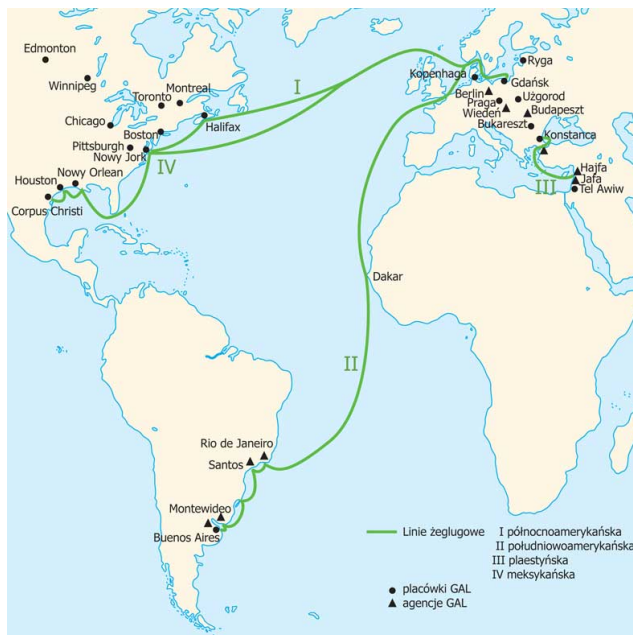 Edmonton
Winnipeg
Montreal
Toronto
Chicago
Boston
Halifax
Pittsburgh
Nowy Jork
Houston
Nowy Orlean
Corpus Christi
I
IV
Kopenhaga
Ryga
Gdańsk
Berlin
Praga
Użgorod
Wiedeń
Budapeszt
Bukareszt
Konstanca
III
Hajfa
Jafa
Tel Awiw
Dakar
II
Rio de Janeiro
Santos
Montewideo
Buenos Aires
Linie żeglugowe I północnoamerykańska
II południowoamerykańska
III plaestyńska
IV meksykańska
placówki GAL
agencje GAL